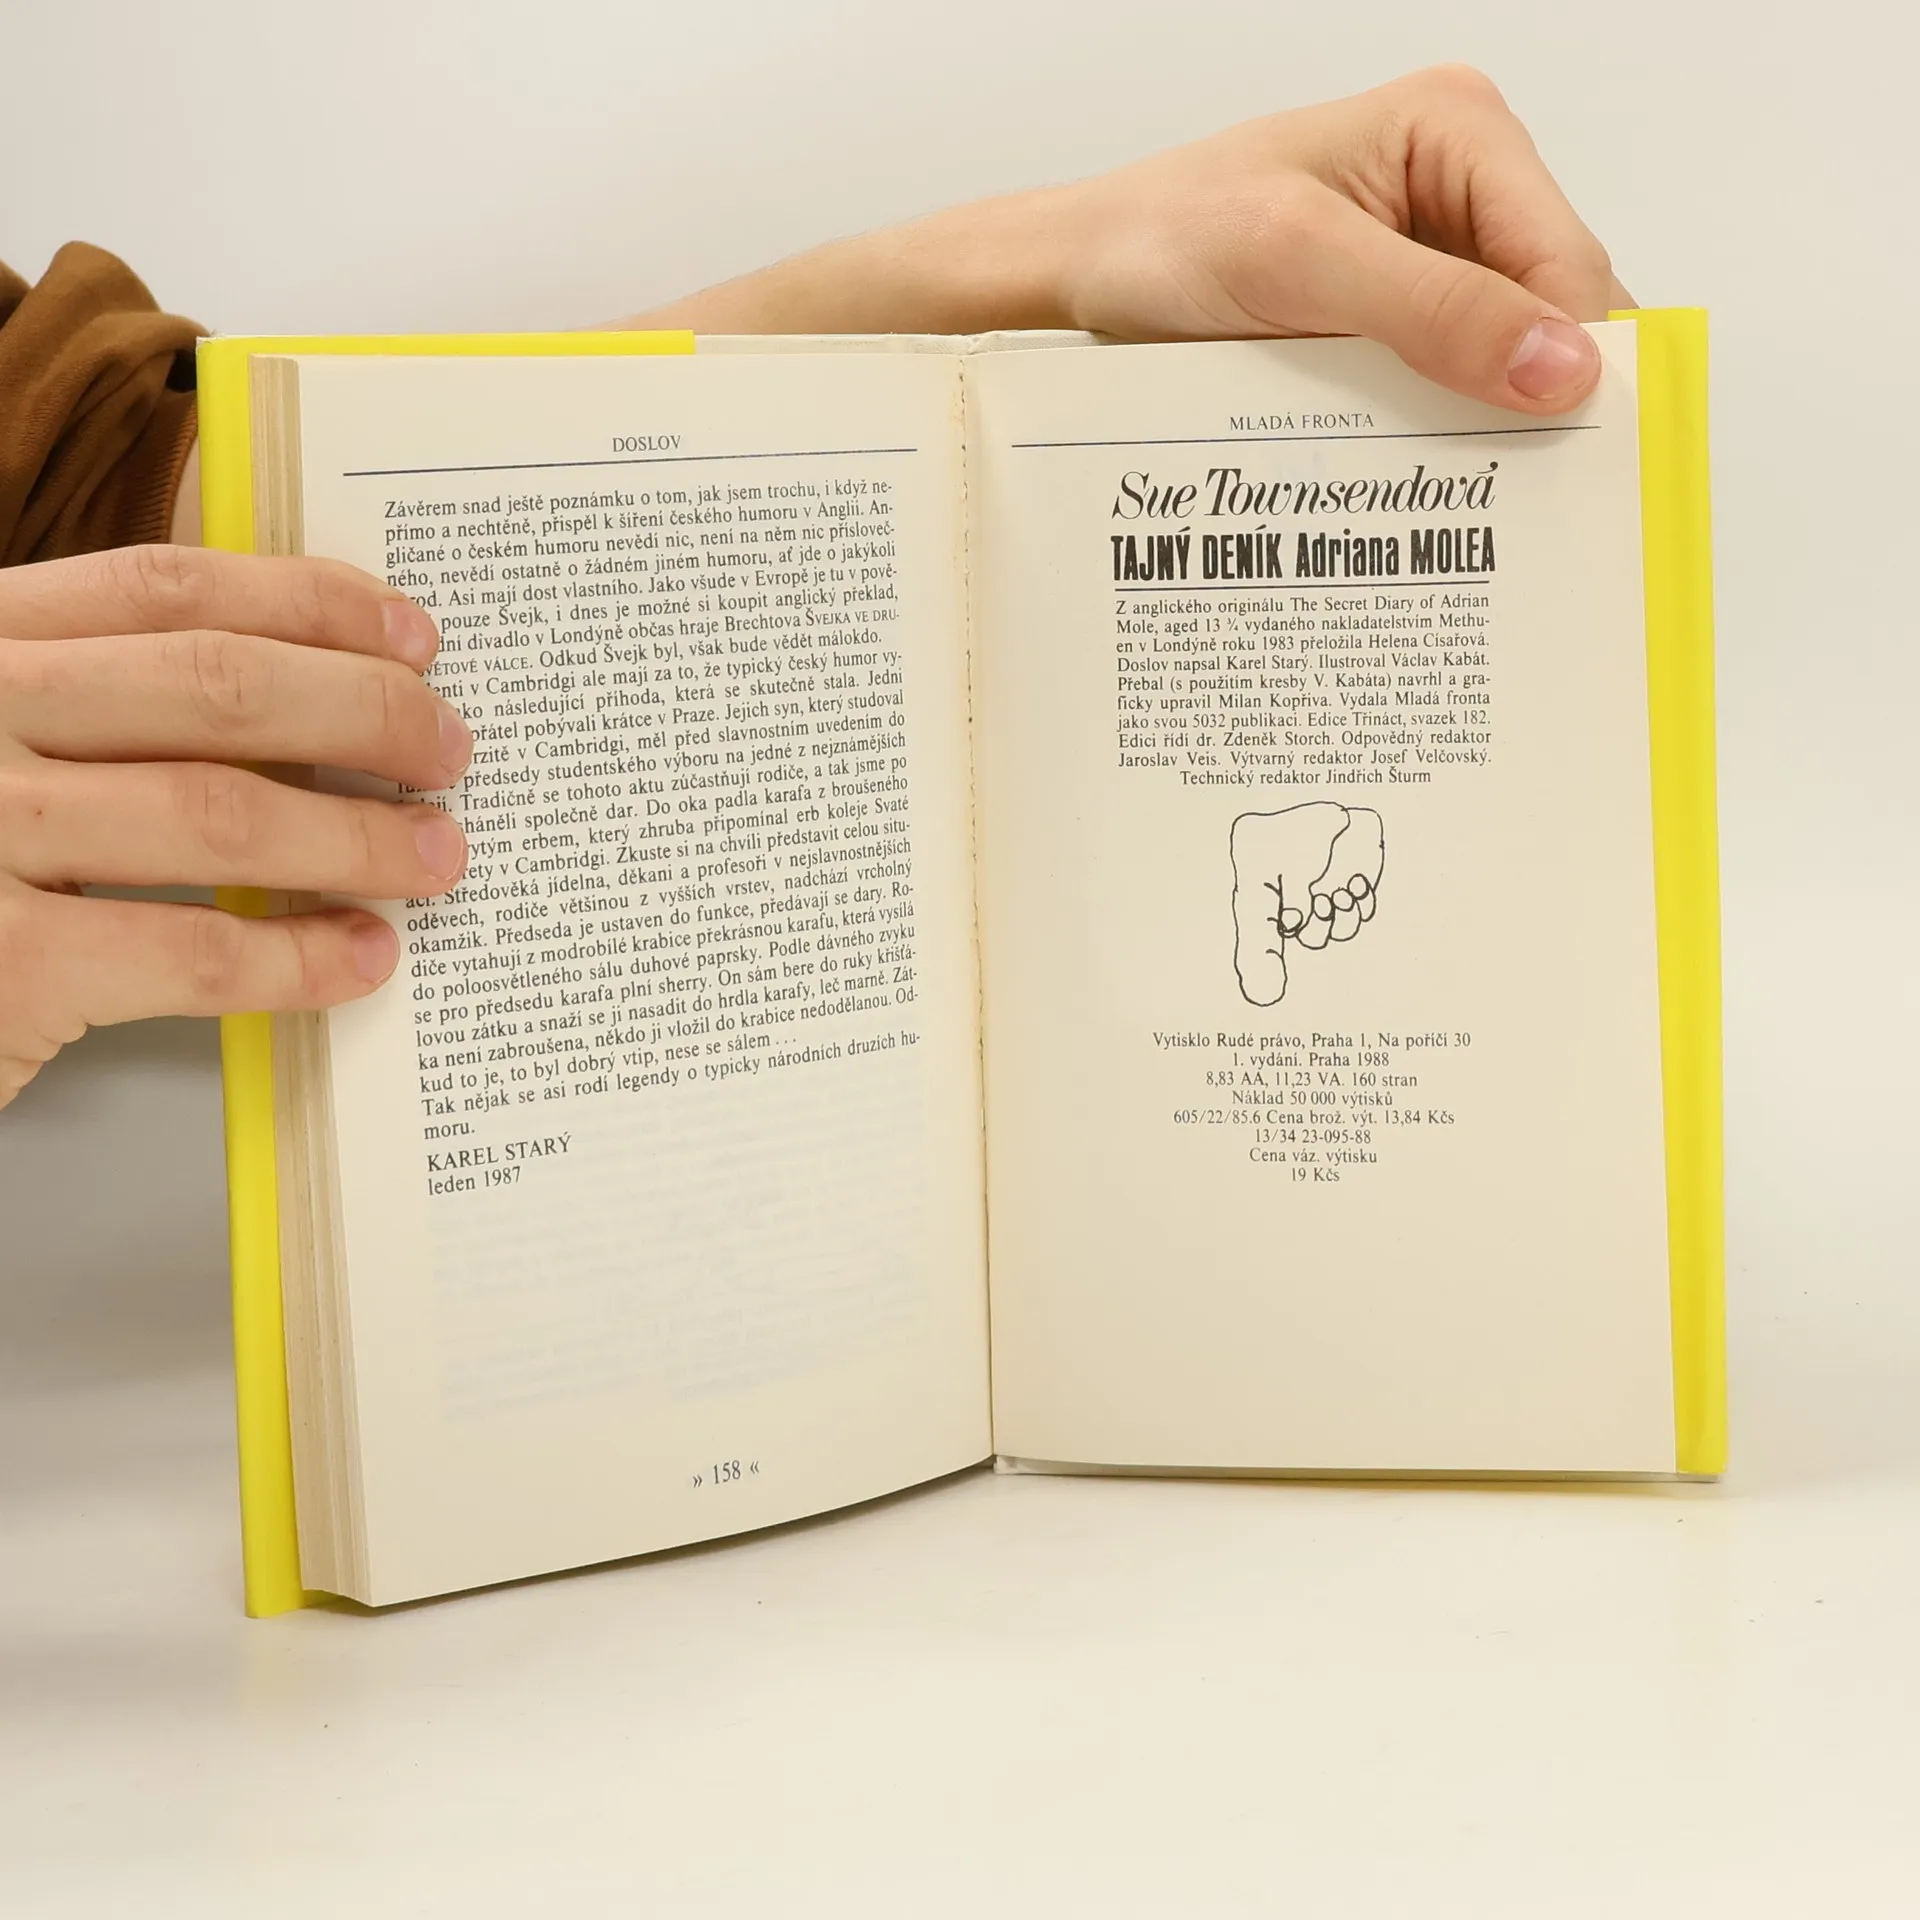 DOSLOV
Závěrem snad ještě poznámku o tom, jak jsem trochu, i když ne-
přímo a nechtěně, přispěl k šíření českého humoru v Anglii. An-
gličané o českém humoru nevědí nic, není na něm nic přísloveč-
ného, nevědí ostatně o žádném jiném humoru, ať jde o jakýkoli
Asi mají dost vlastního. Jako všude v Evropě je tu v pově-
pouze Švejk, i dnes je možné si koupit anglický překlad,
divadlo v Londýně občas hraje Brechtova ŠVEJKA VE DRU-
VÁLCE. Odkud Švejk byl, však bude vědět málokdo.
v Cambridgi ale mají za to, že typický český humor vy-
následující příhoda, která se skutečně stala. Jedni
přátel pobývali krátce v Praze. Jejich syn, který studoval
v Cambridgi, měl před slavnostním uvedením do
předsedy studentského výboru na jedné z nejznámějších
Tradičně se tohoto aktu zúčastňují rodiče, a tak jsme po
sháněli společně dar. Do oka padla karafa z broušeného
erbem, který zhruba připomínal erb koleje Svaté
v Cambridgi. Zkuste si na chvíli představit celou situ-
aci. Středověká jídelna, děkani a profesoři v nejslavnostnějších
oděvech, rodiče většinou z vyšších vrstev, nadchází vrcholný
okamžik. Předseda je ustaven do funkce, předávají se dary. Ro-
diče vytahují z modrobílé krabice překrásnou karafu, která vysílá
do poloosvětleného sálu duhové paprsky. Podle dávného zvyku
se pro předsedu karafa plní sherry. On sám bere do ruky křišťá-
lovou zátku a snaží se jí nasadit do hrdla karafy, leč marně. Zát-
ka není zabroušena, někdo ji vložil do krabice nedodělanou. Od-
kud to je, to byl dobrý vtip, nese se sálem ...
Tak nějak se asi rodí legendy o typicky národních druzích hu-
moru.
KAREL STARÝ
leden 1987
» 158 «
MLADÁ FRONTA
Sue Townsendová
TAJNÝ DENÍK Adriana MOLEA
Z anglického originálu The Secret Diary of Adrian
Mole, aged 13 ¾ vydaného nakladatelstvím Methu-
en v Londýně roku 1983 přeložila Helena Císařová.
Doslov napsal Karel Starý. Ilustroval Václav Kabát.
Přebal (s použitím kresby V. Kabáta) navrhl a gra-
ficky upravil Milan Kopřiva. Vydala Mladá fronta
jako svou 5032 publikaci. Edice Třináct, svazek 182.
Edici řídí dr. Zdeněk Storch. Odpovědný redaktor
Jaroslav Veis. Výtvarný redaktor Josef Velčovský.
Technický redaktor Jindřich Šturm
Vytisklo Rudé právo, Praha 1, Na poříčí 30
1. vydání. Praha 1988
8,83 AA, 11,23 VA. 160 stran
Náklad 50 000 výtisků
605/22/85.6 Cena brož. výt. 13,84 Kčs
13/34 23-095-88
Cena váz. výtisku
19 Kčs